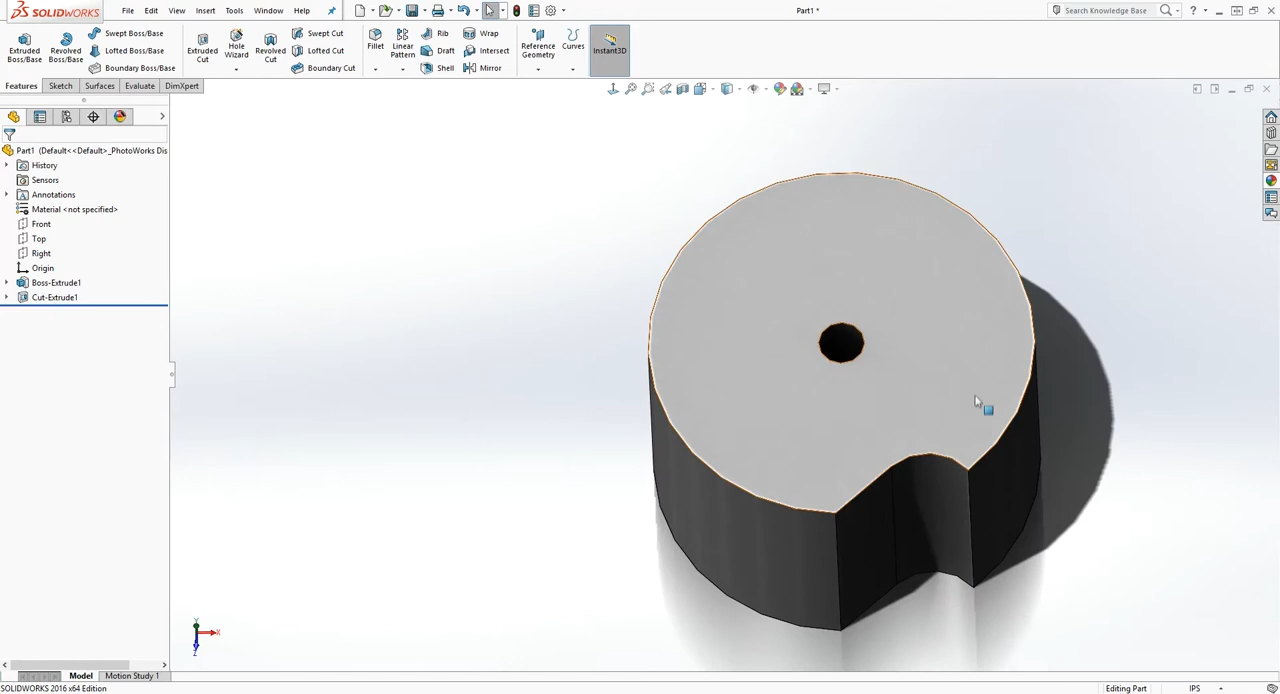 SOLIDWORKS File Edit View Insert Tools Window Help Part1 * Search Knowledge Base ?
Extruded Boss/Base Revolved Boss/Base Swept Boss/Base Lofted Boss/Base Boundary Boss/Base Extruded Cut Hole Wizard Revolved Cut Swept Cut Lofted Cut Boundary Cut Fillet Linear Pattern Rib Draft Shell Wrap Intersect Mirror Reference Geometry Curves Instant3D
Features Sketch Surfaces Evaluate DimXpert
Part1 (Default<<Default>_PhotoWorks Dis
History
Sensors
Annotations
Material <not specified>
Front
Top
Right
Origin
Boss-Extrude1
Cut-Extrude1
Y
X
Z
Model Motion Study 1
SOLIDWORKS 2016 x64 Edition Editing Part IPS